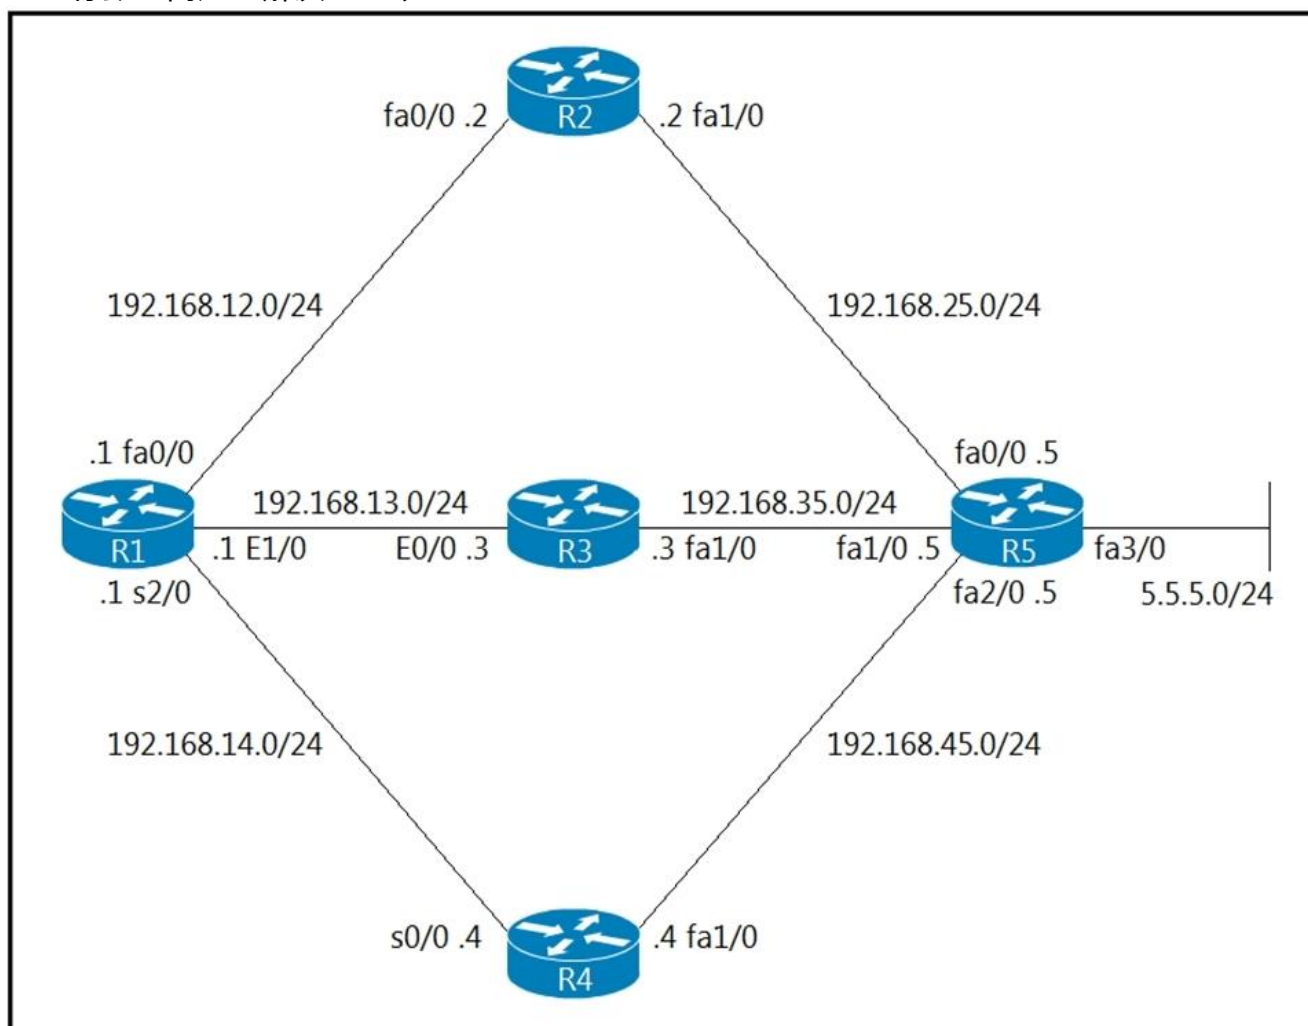 R2
fa0/0 .2
.2 fa1/0
192.168.12.0/24
192.168.25.0/24
.1 fa0/0
fa0/0 .5
192.168.13.0/24
192.168.35.0/24
R1
.1 E1/0
E0/0 .3
R3
.3 fa1/0
fa1/0 .5
R5
fa3/0
.1 s2/0
fa2/0 .5
5.5.5.0/24
192.168.14.0/24
192.168.45.0/24
s0/0 .4
.4 fa1/0
R4